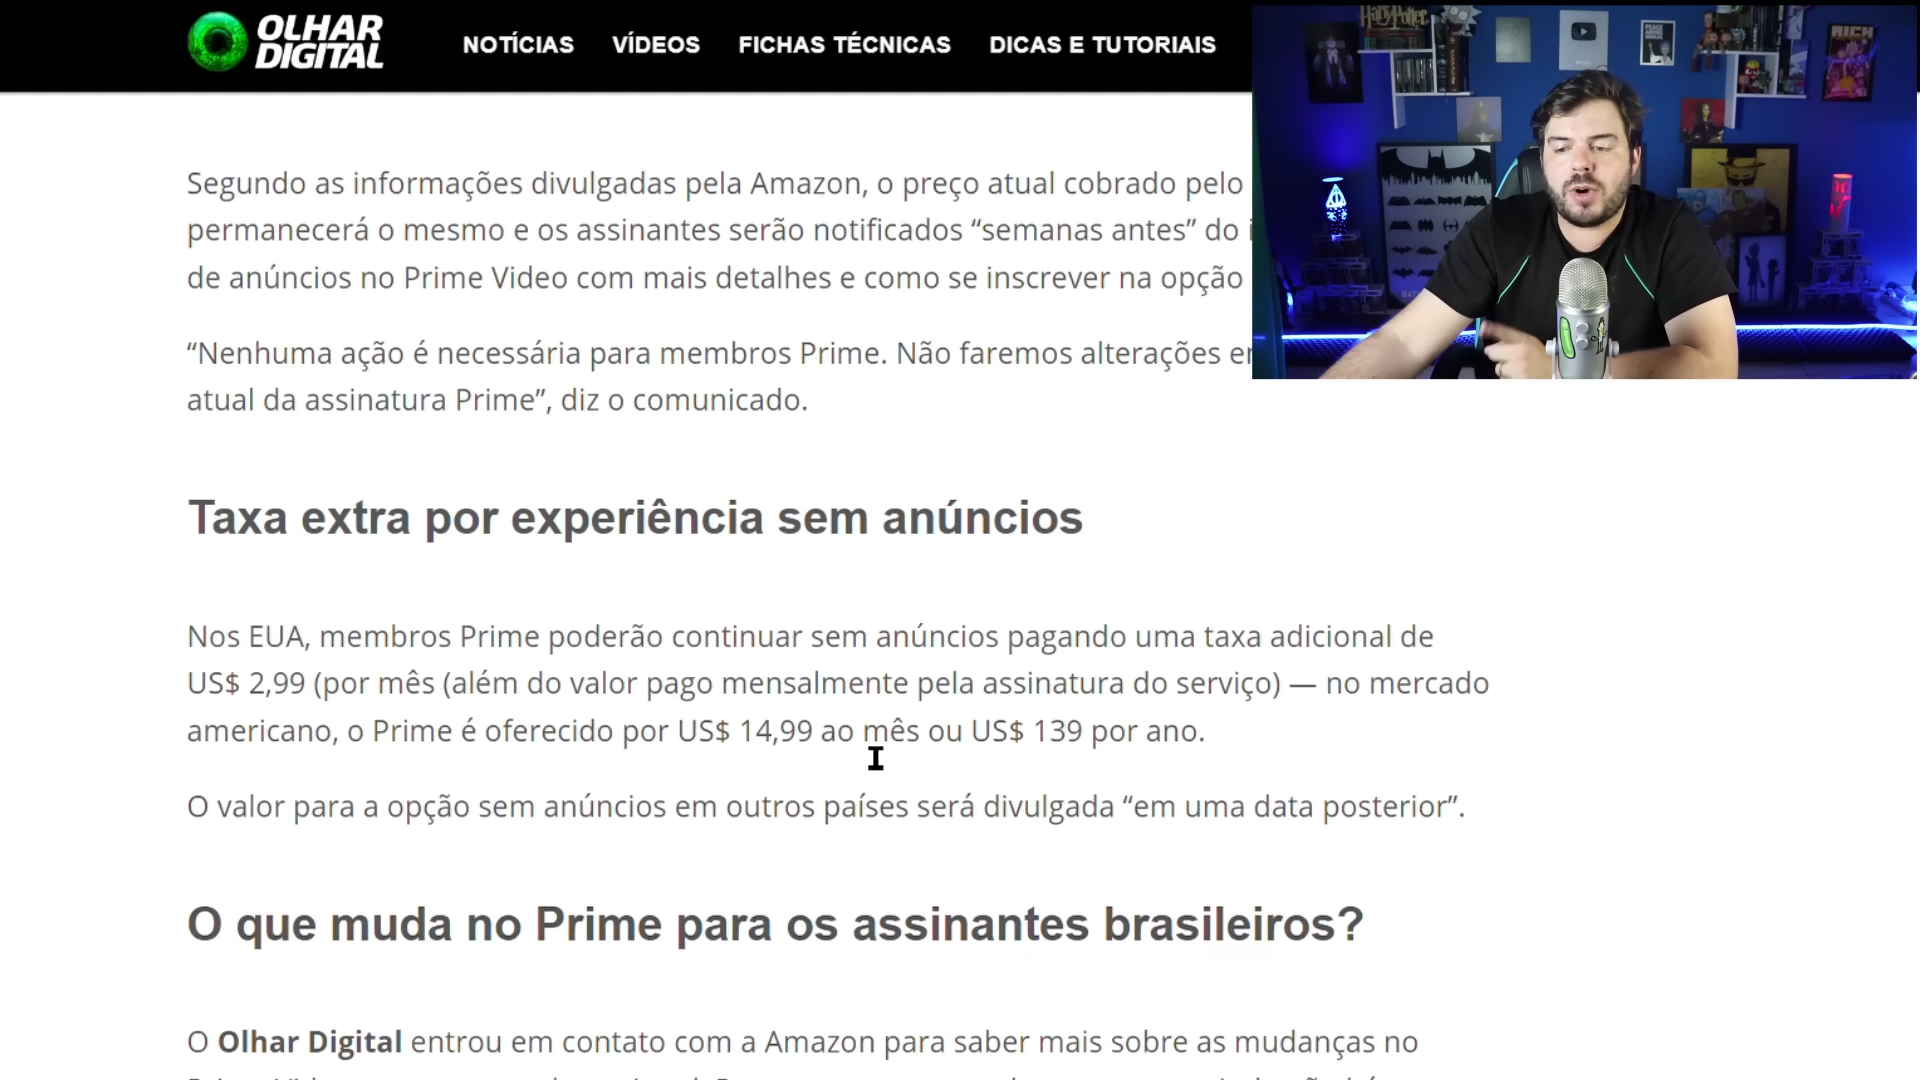 OLHAR DIGITAL
NOTÍCIAS VÍDEOS FICHAS TÉCNICAS DICAS E TUTORIAIS
Segundo as informações divulgadas pela Amazon, o preço atual cobrado pelo
permanecerá o mesmo e os assinantes serão notificados “semanas antes” do
de anúncios no Prime Video com mais detalhes e como se inscrever na opção
“Nenhuma ação é necessária para membros Prime. Não faremos alterações
atual da assinatura Prime”, diz o comunicado.
Taxa extra por experiência sem anúncios
Nos EUA, membros Prime poderão continuar sem anúncios pagando uma taxa adicional de
US$ 2,99 (por mês (além do valor pago mensalmente pela assinatura do serviço) — no mercado
americano, o Prime é oferecido por US$ 14,99 ao mês ou US$ 139 por ano.
O valor para a opção sem anúncios em outros países será divulgada “em uma data posterior”.
O que muda no Prime para os assinantes brasileiros?
O Olhar Digital entrou em contato com a Amazon para saber mais sobre as mudanças no
Harry Potter
RICK